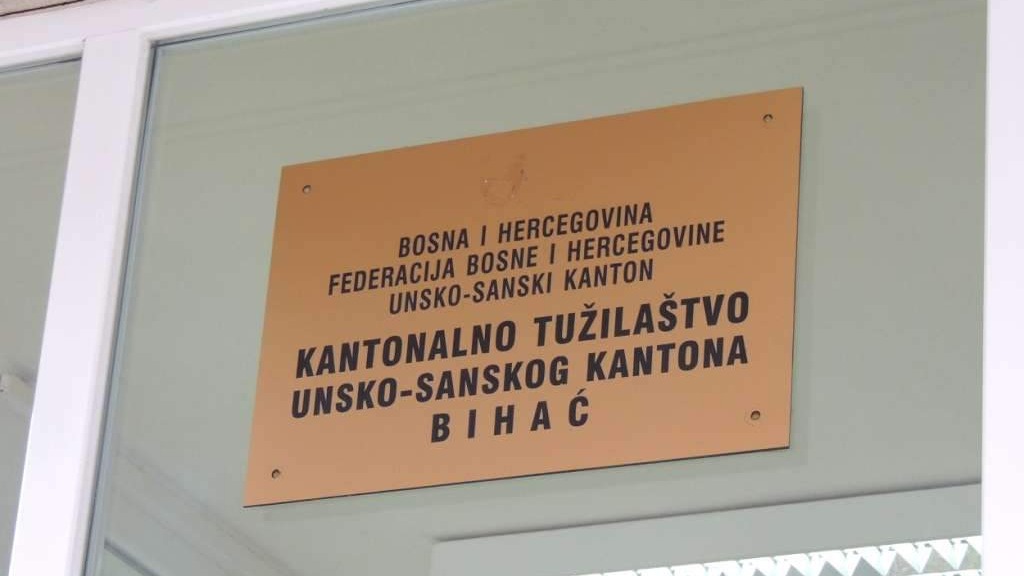 BOSNA I HERCEGOVINA
FEDERACIJA BOSNE I HERCEGOVINE
UNSKO-SANSKI KANTON
KANTONALNO TUŽILAŠTVO
UNSKO-SANSKOG KANTONA
BIHAĆ